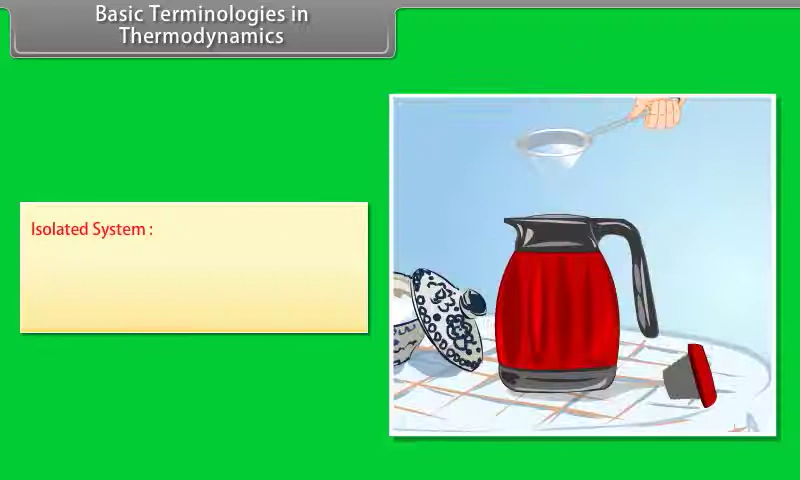 Basic Terminologies in
Thermodynamics
Isolated System :